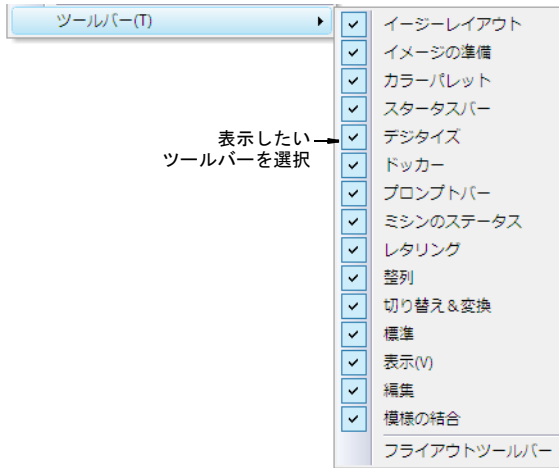 ツールバー(T)
イージーレイアウト
イメージの準備
カラーパレット
スタータスバー
表示したい
ツールバーを選択
デジタイズ
ドッカー
プロンプトバー
ミシンのステータス
レタリング
整列
切り替え&変換
標準
表示(V)
編集
模様の結合
フライアウトツールバー